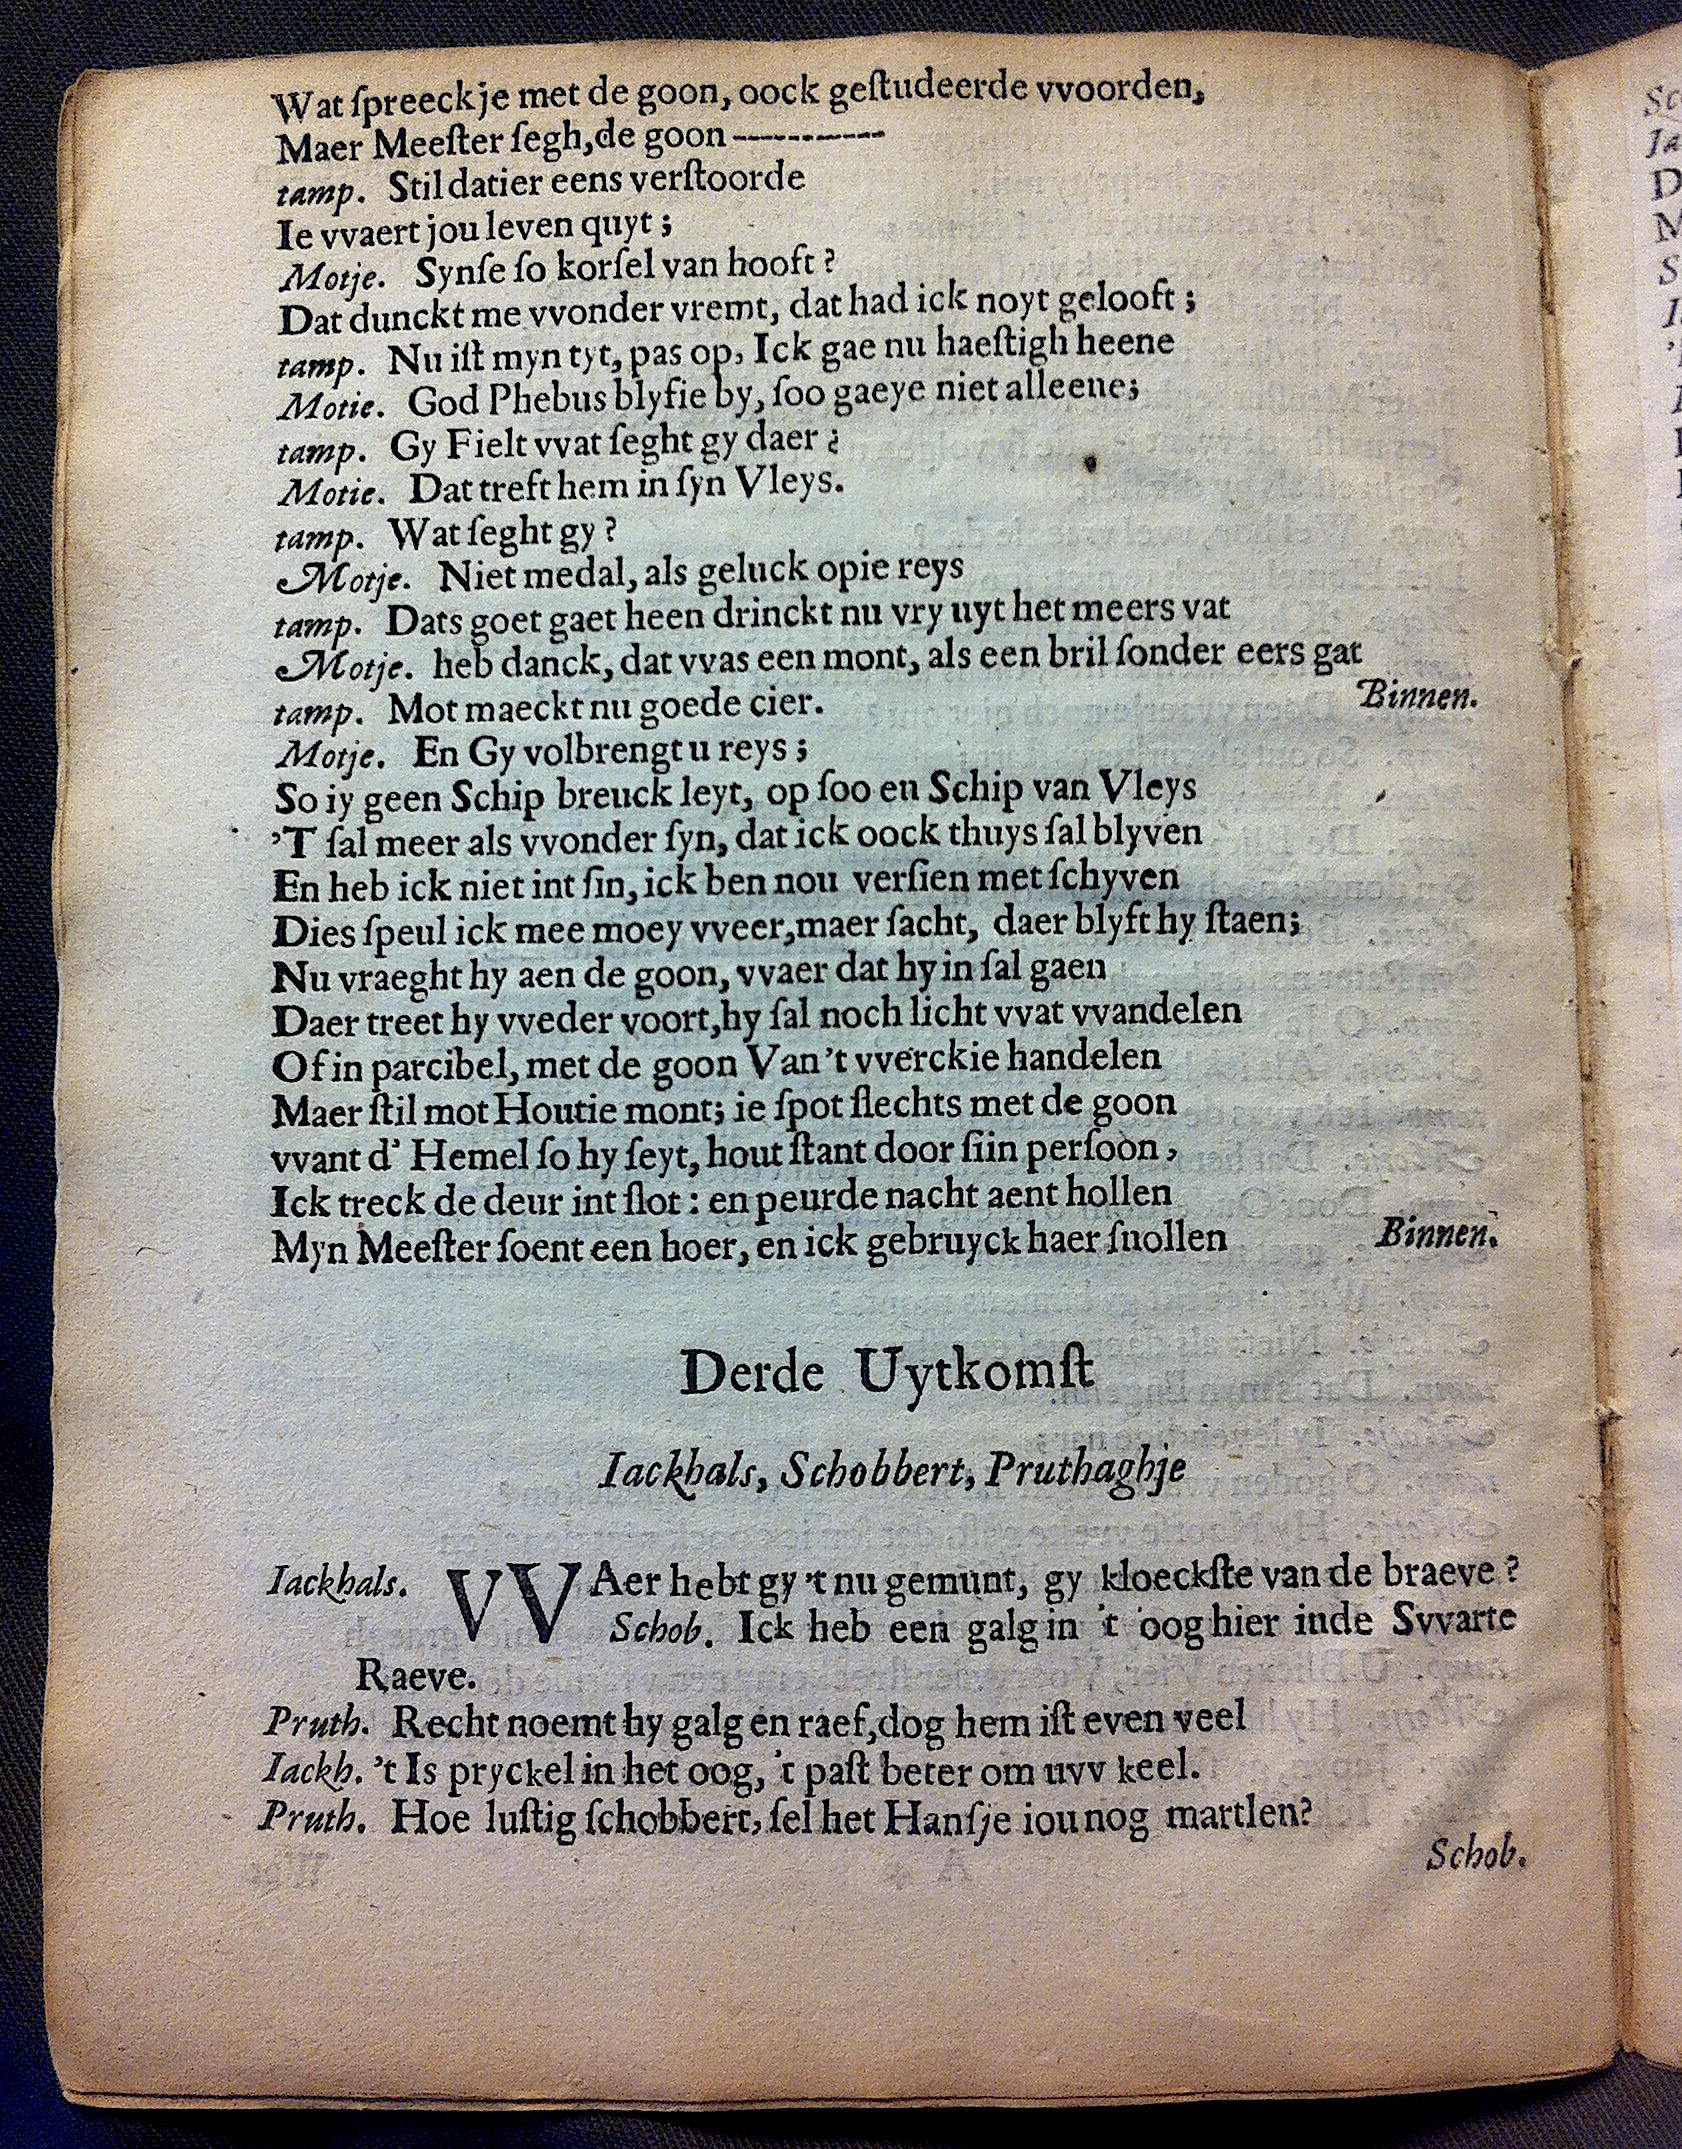 Wat ſpreeckje met de goon, oock geſtudeerde vvoorden,
Maer Meeſter ſegh, de goon -----------
tamp. Stil datier eens verſtoorde
Ie vvaert jou leven quyt ;
Motje. Synſe ſo korſel van hooft ?
Dat dunckt me vvonder vremt, dat had ick noyt gelooft ;
tamp. Nu iſt myn tyt, pas op, Ick gae nu haeſtigh heene
Motie. God Phebus blyfie by, ſoo gaeye niet alleene;
tamp. Gy Fielt vvat ſeght gy daer ¿
Motie. Dat treft hem in ſyn Vleys.
tamp. Wat ſeght gy ?
Motje. Niet medal, als geluck opie reys
tamp. Dats goet gaet heen drinckt nu vry uyt het meers vat
Motje. heb danck, dat vvas een mont, als een bril ſonder eers gat
Binnen.
tamp. Mot maeckt nu goede cier.
Motje. En Gy volbrengt u reys ;
So iy geen Schip breuck leyt, op ſoo en Schip van Vleys
'T ſal meer als vvonder ſyn, dat ick oock thuys ſal blyven
En heb ick niet int ſin, ick ben nou verſien met ſchyven
Dies ſpeul ick mee moey vveer, maer ſacht, daer blyft hy ſtaen;
Nu vraeght hy aen de goon, vvaer dat hy in ſal gaen
Daer treet hy vveder voort, hy ſal noch licht vvat vvandelen
Of in parcibel, met de goon Van 't vverckie handelen
Maer ſtil mot Houtie mont; ie ſpot ſlechts met de goon
vvant d' Hemel ſo hy ſeyt, hout ſtant door ſiin perſoon,
Ick treck de deur int ſlot : en peurde nacht aent hollen
Myn Meeſter ſoent een hoer, en ick gebruyck haer ſnollen
Binnen.
Derde Uytkomſt
Iackhals, Schobbert, Pruthaghje
Iackhals. VVAer hebt gy 't nu gemunt, gy kloeckſte van de braeve ?
Schob. Ick heb een galg in 't oog hier inde Svvarte
Raeve.
Pruth. Recht noemt hy galg en raef, dog hem iſt even veel
Iackh. 't Is pryckel in het oog, 't paſt beter om uvv keel.
Pruth. Hoe luſtig ſchobbert, ſel het Hanſje iou nog martlen?
Schob.